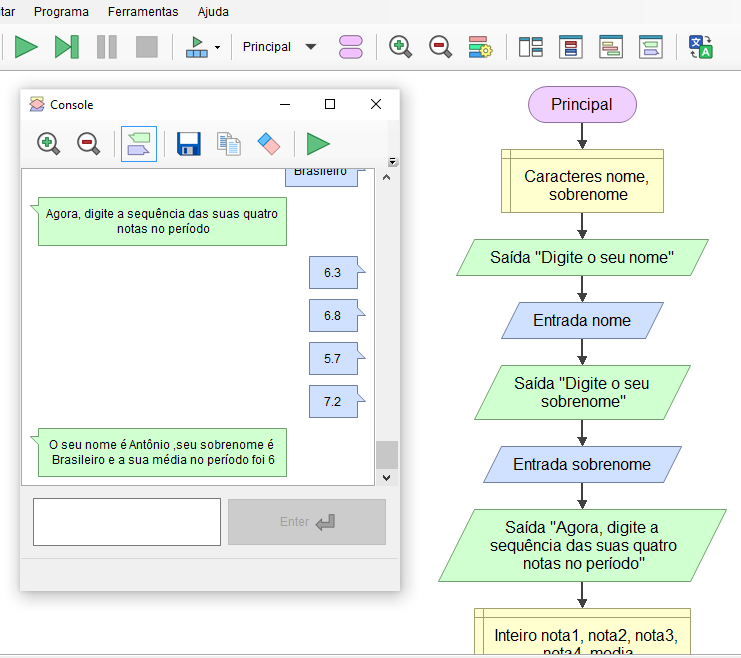 tar Programa Ferramentas Ajuda
Principal
Console
Brasileiro
Agora, digite a sequência das suas quatro
notas no período
6.3
6.8
5.7
7.2
O seu nome é Antônio ,seu sobrenome é
Brasileiro e a sua média no período foi 6
Enter
Principal
Caracteres nome,
sobrenome
Saída "Digite o seu nome"
Entrada nome
Saída "Digite o seu
sobrenome"
Entrada sobrenome
Saída "Agora, digite a
sequência das suas quatro
notas no período"
Inteiro nota1, nota2, nota3,
nota4, media